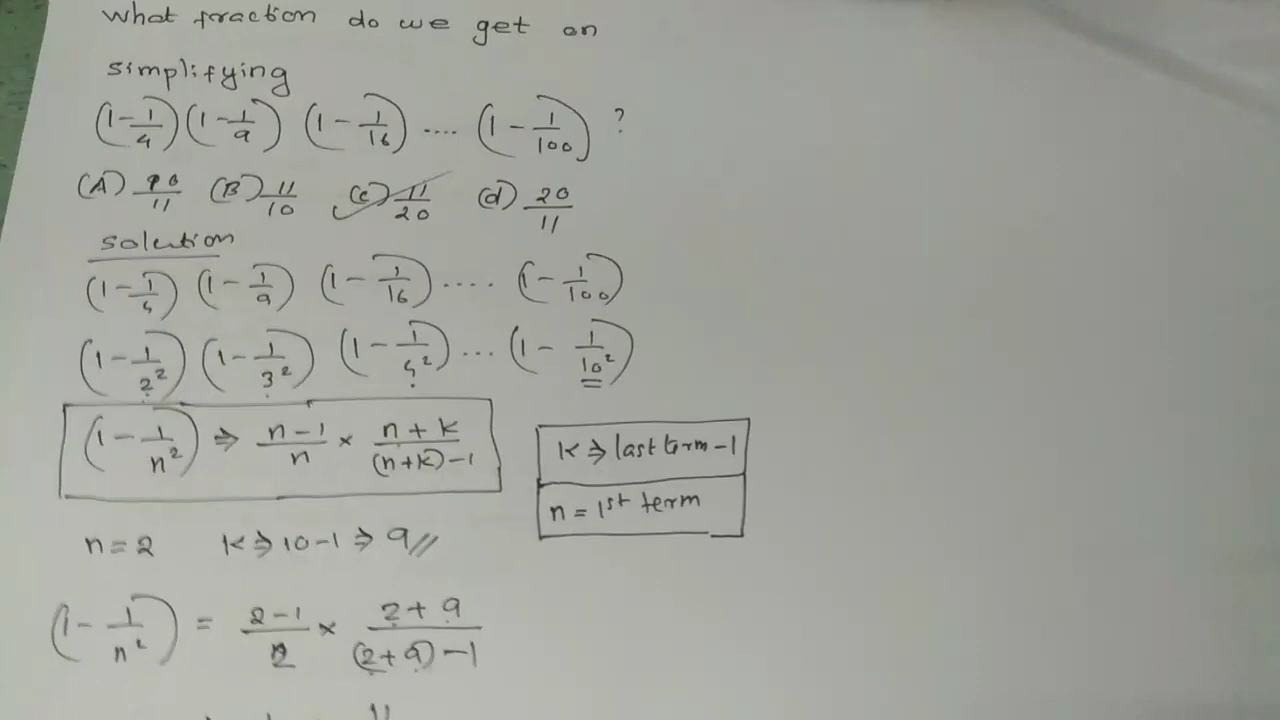 What fraction do we get on
simplifying
(1 - 1/4) (1 - 1/9) (1 - 1/16) .... (1 - 1/100) ?
(A) 90/11 (B) 11/10 (c) 11/20 (d) 20/11
solution
(1 - 1/4) (1 - 1/9) (1 - 1/16) .... (1 - 1/100)
(1 - 1/2²) (1 - 1/3²) (1 - 1/4²) ... (1 - 1/10²)
(1 - 1/n²) ⇒ n-1/n × n+k/(n+k)-1
k ⇒ last term - 1
n = 1st term
n = 2 k ⇒ 10-1 ⇒ 9//
(1 - 1/n²) = 2-1/2 × 2+9/(2+9)-1
11